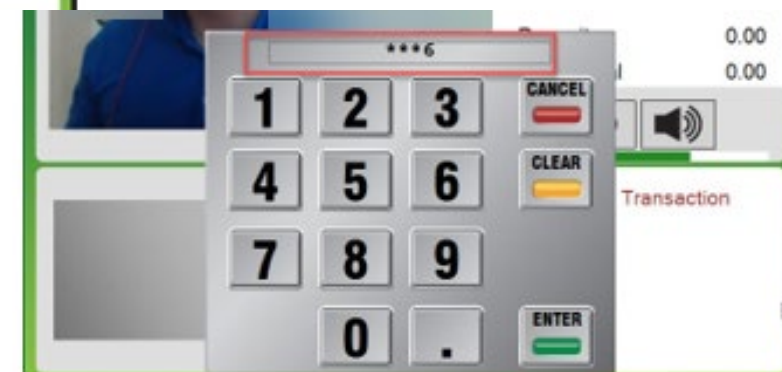 ***6
0.00
0.00
1 2 3 CANCEL
4 5 6 CLEAR
Transaction
7 8 9
0 . ENTER